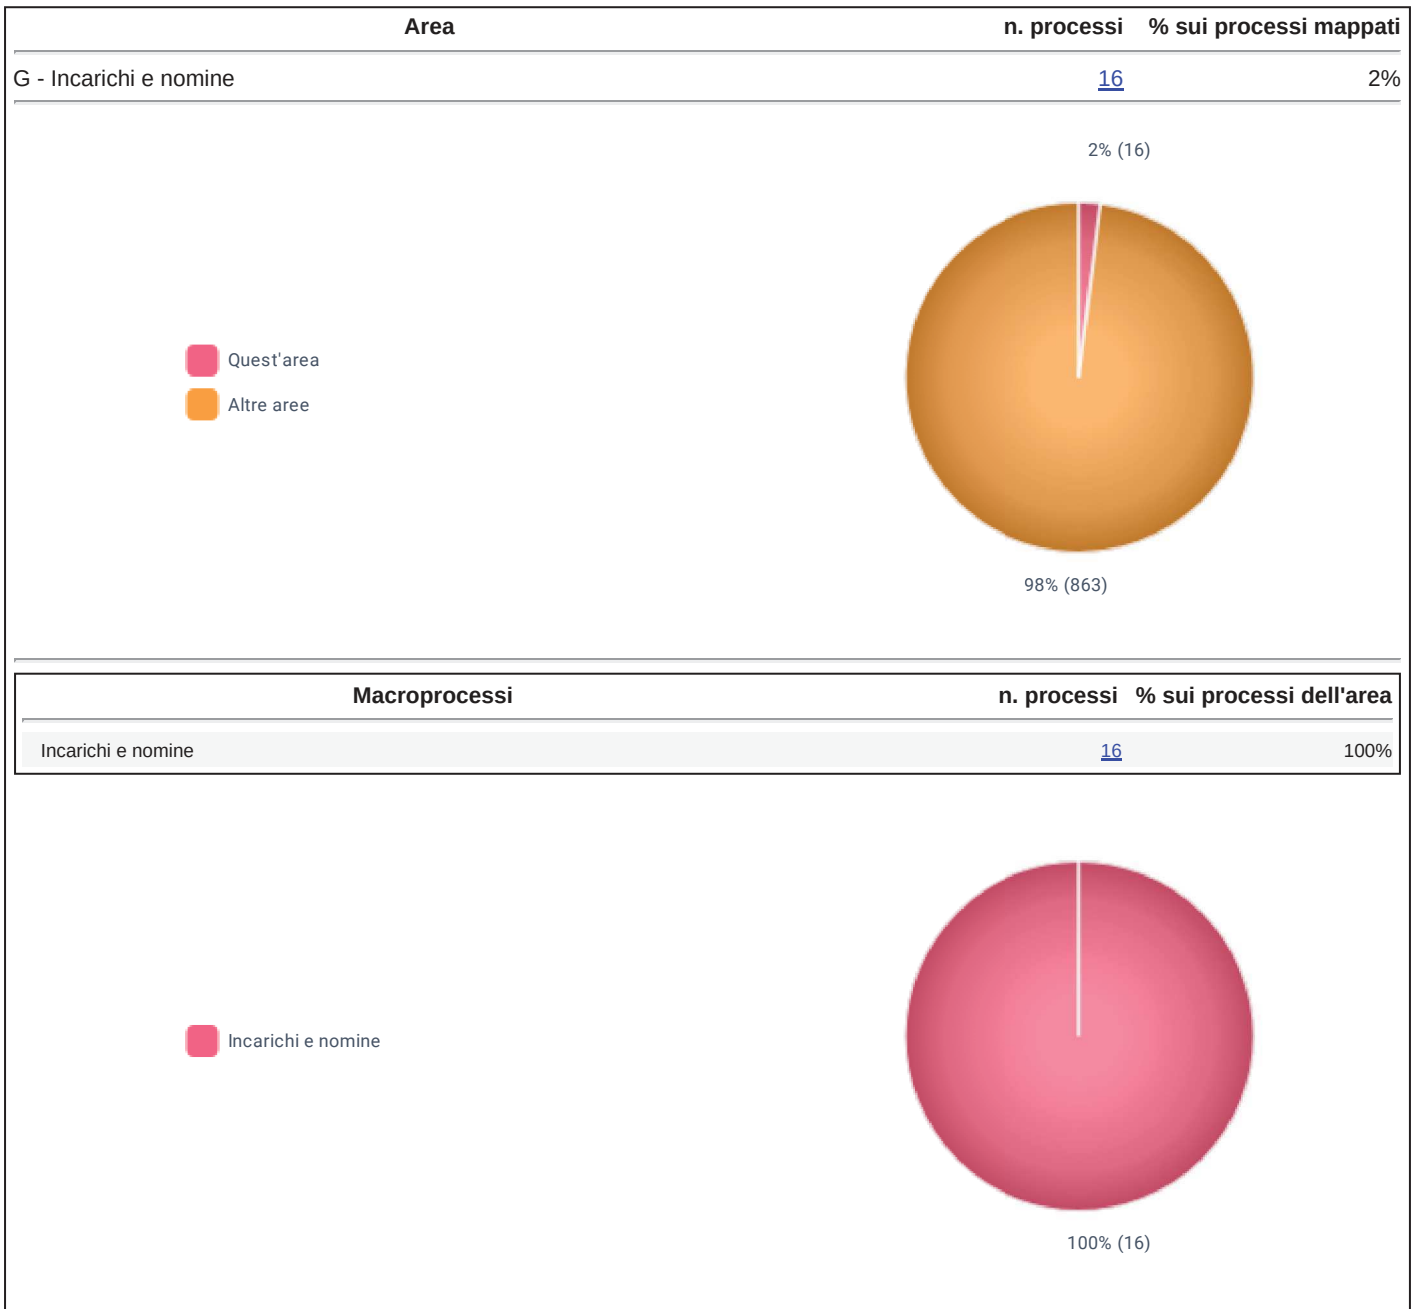 Area n. processi % sui processi mappati
G - Incarichi e nomine 16 2%
2% (16)
Quest'area
Altre aree
98% (863)
Macroprocessi n. processi % sui processi dell'area
Incarichi e nomine 16 100%
Incarichi e nomine
100% (16)